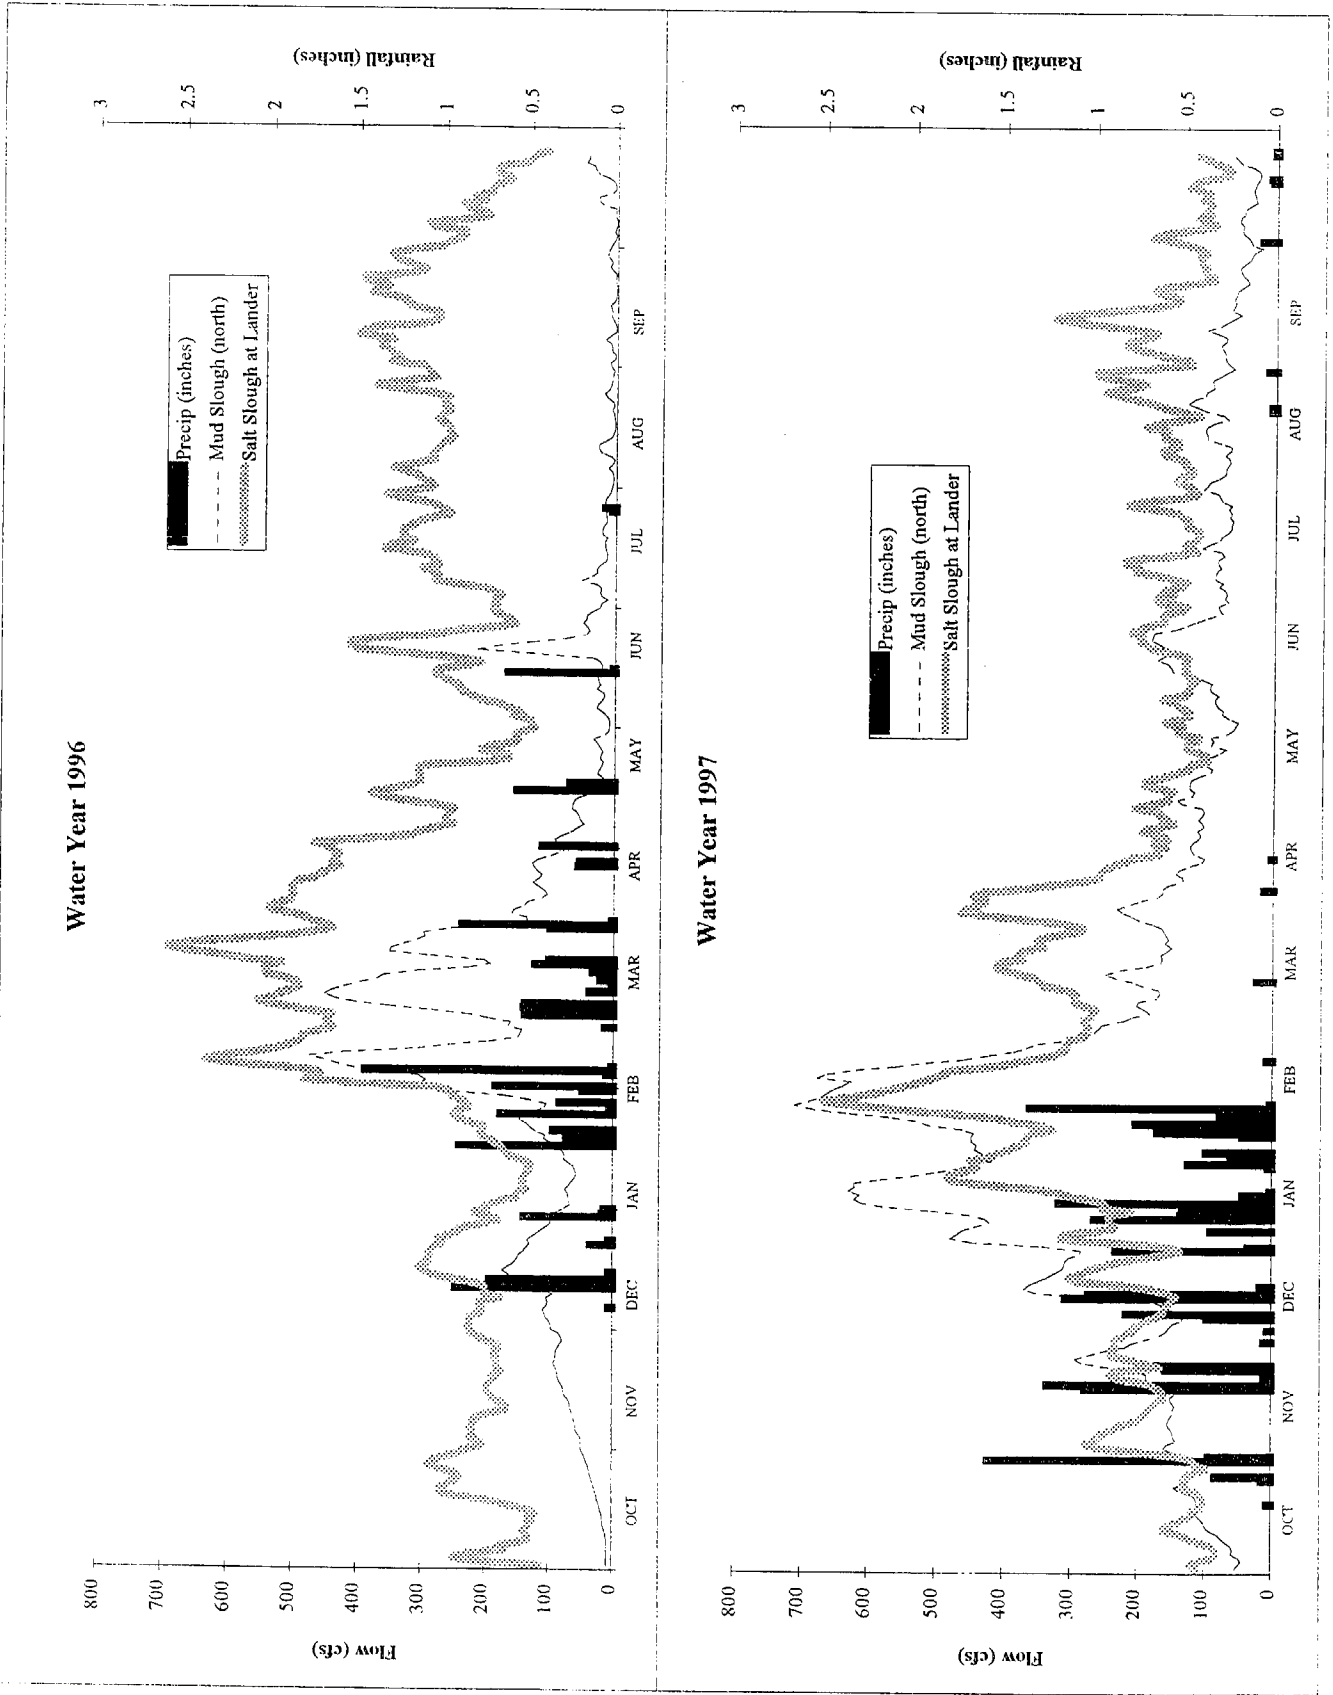 Water Year 1996
Flow (cfs)
800
700
600
500
400
300
200
100
0
Precip (inches)
Mud Slough (north)
Salt Slough at Lander
3
2.5
2
1.5
1
0.5
0
Rainfall (inches)
OCT
NOV
DEC
JAN
FEB
MAR
APR
MAY
JUN
JUL
AUG
SEP
Water Year 1997
Flow (cfs)
800
700
600
500
400
300
200
100
0
Precip (inches)
Mud Slough (north)
Salt Slough at Lander
3
2.5
2
1.5
1
0.5
0
Rainfall (inches)
OCT
NOV
DEC
JAN
FEB
MAR
APR
MAY
JUN
JUL
AUG
SEP